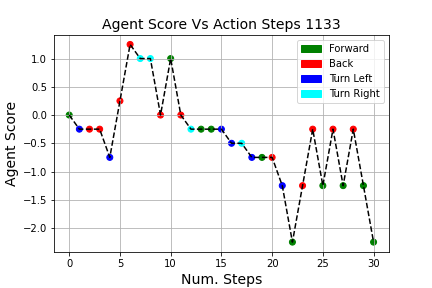 Agent Score Vs Action Steps 1133
Agent Score
1.0
0.5
0.0
−0.5
−1.0
−1.5
−2.0
Forward
Back
Turn Left
Turn Right
0 5 10 15 20 25 30
Num. Steps